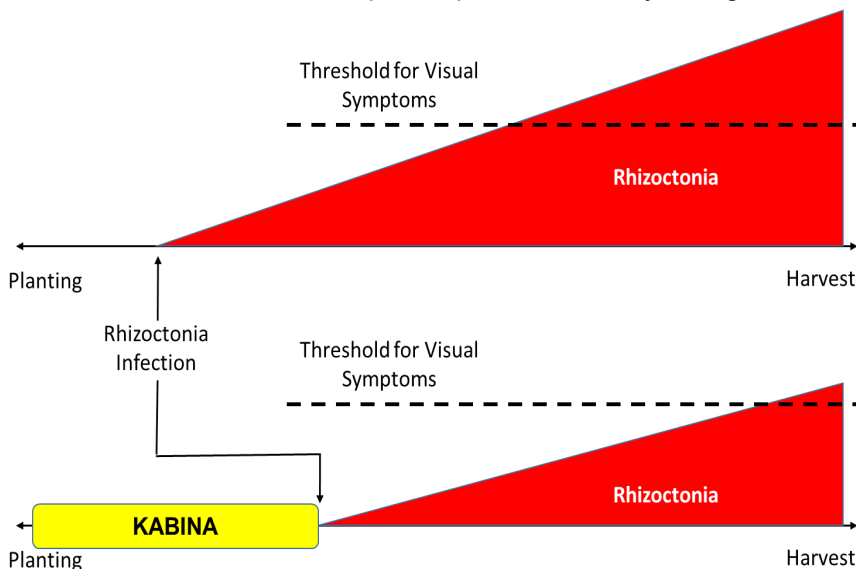 Threshold for Visual
Symptoms
Rhizoctonia
Planting
Harvest
Rhizoctonia
Infection
Threshold for Visual
Symptoms
Rhizoctonia
KABINA
Planting
Harvest